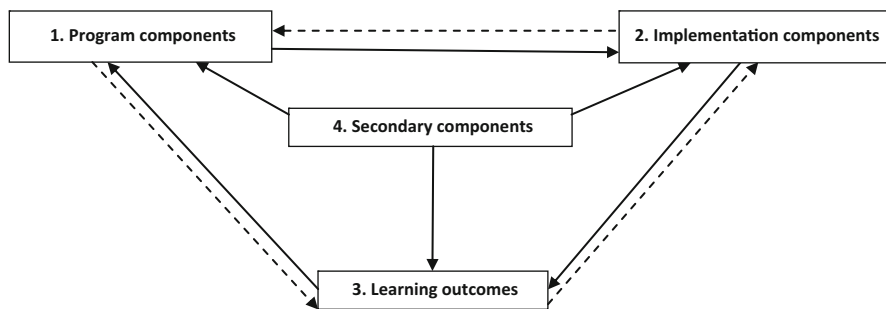 1. Program components
2. Implementation components
4. Secondary components
3. Learning outcomes